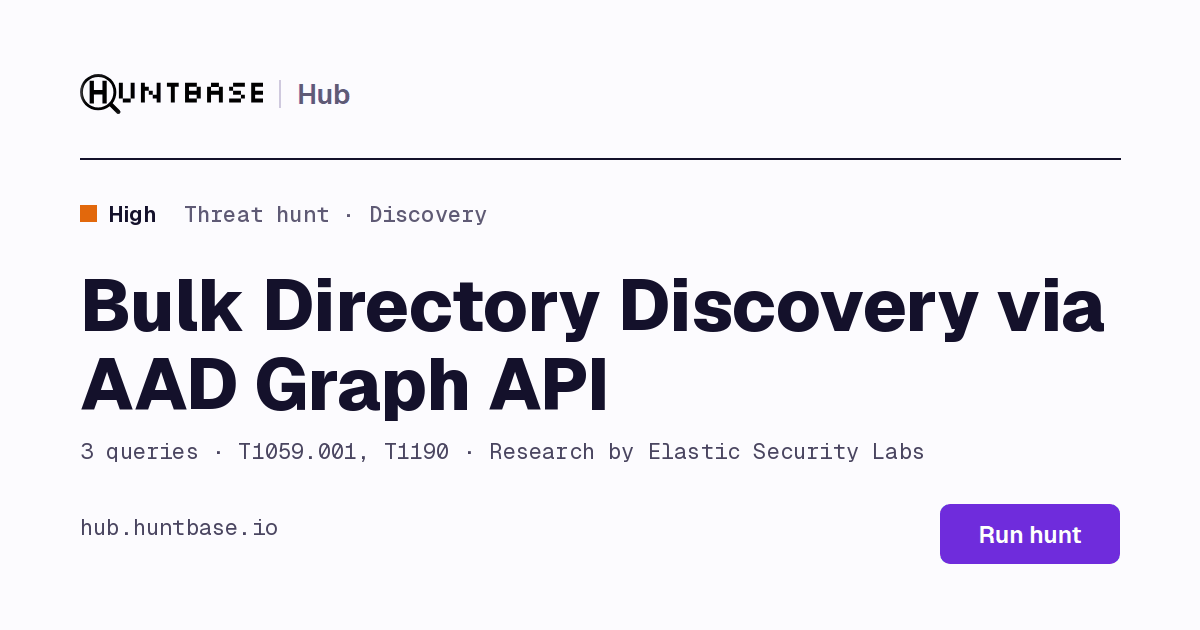 HUNTBASE Hub
High Threat hunt · Discovery
Bulk Directory Discovery via
AAD Graph API
3 queries · T1059.001, T1190 · Research by Elastic Security Labs
hub.huntbase.io
Run hunt